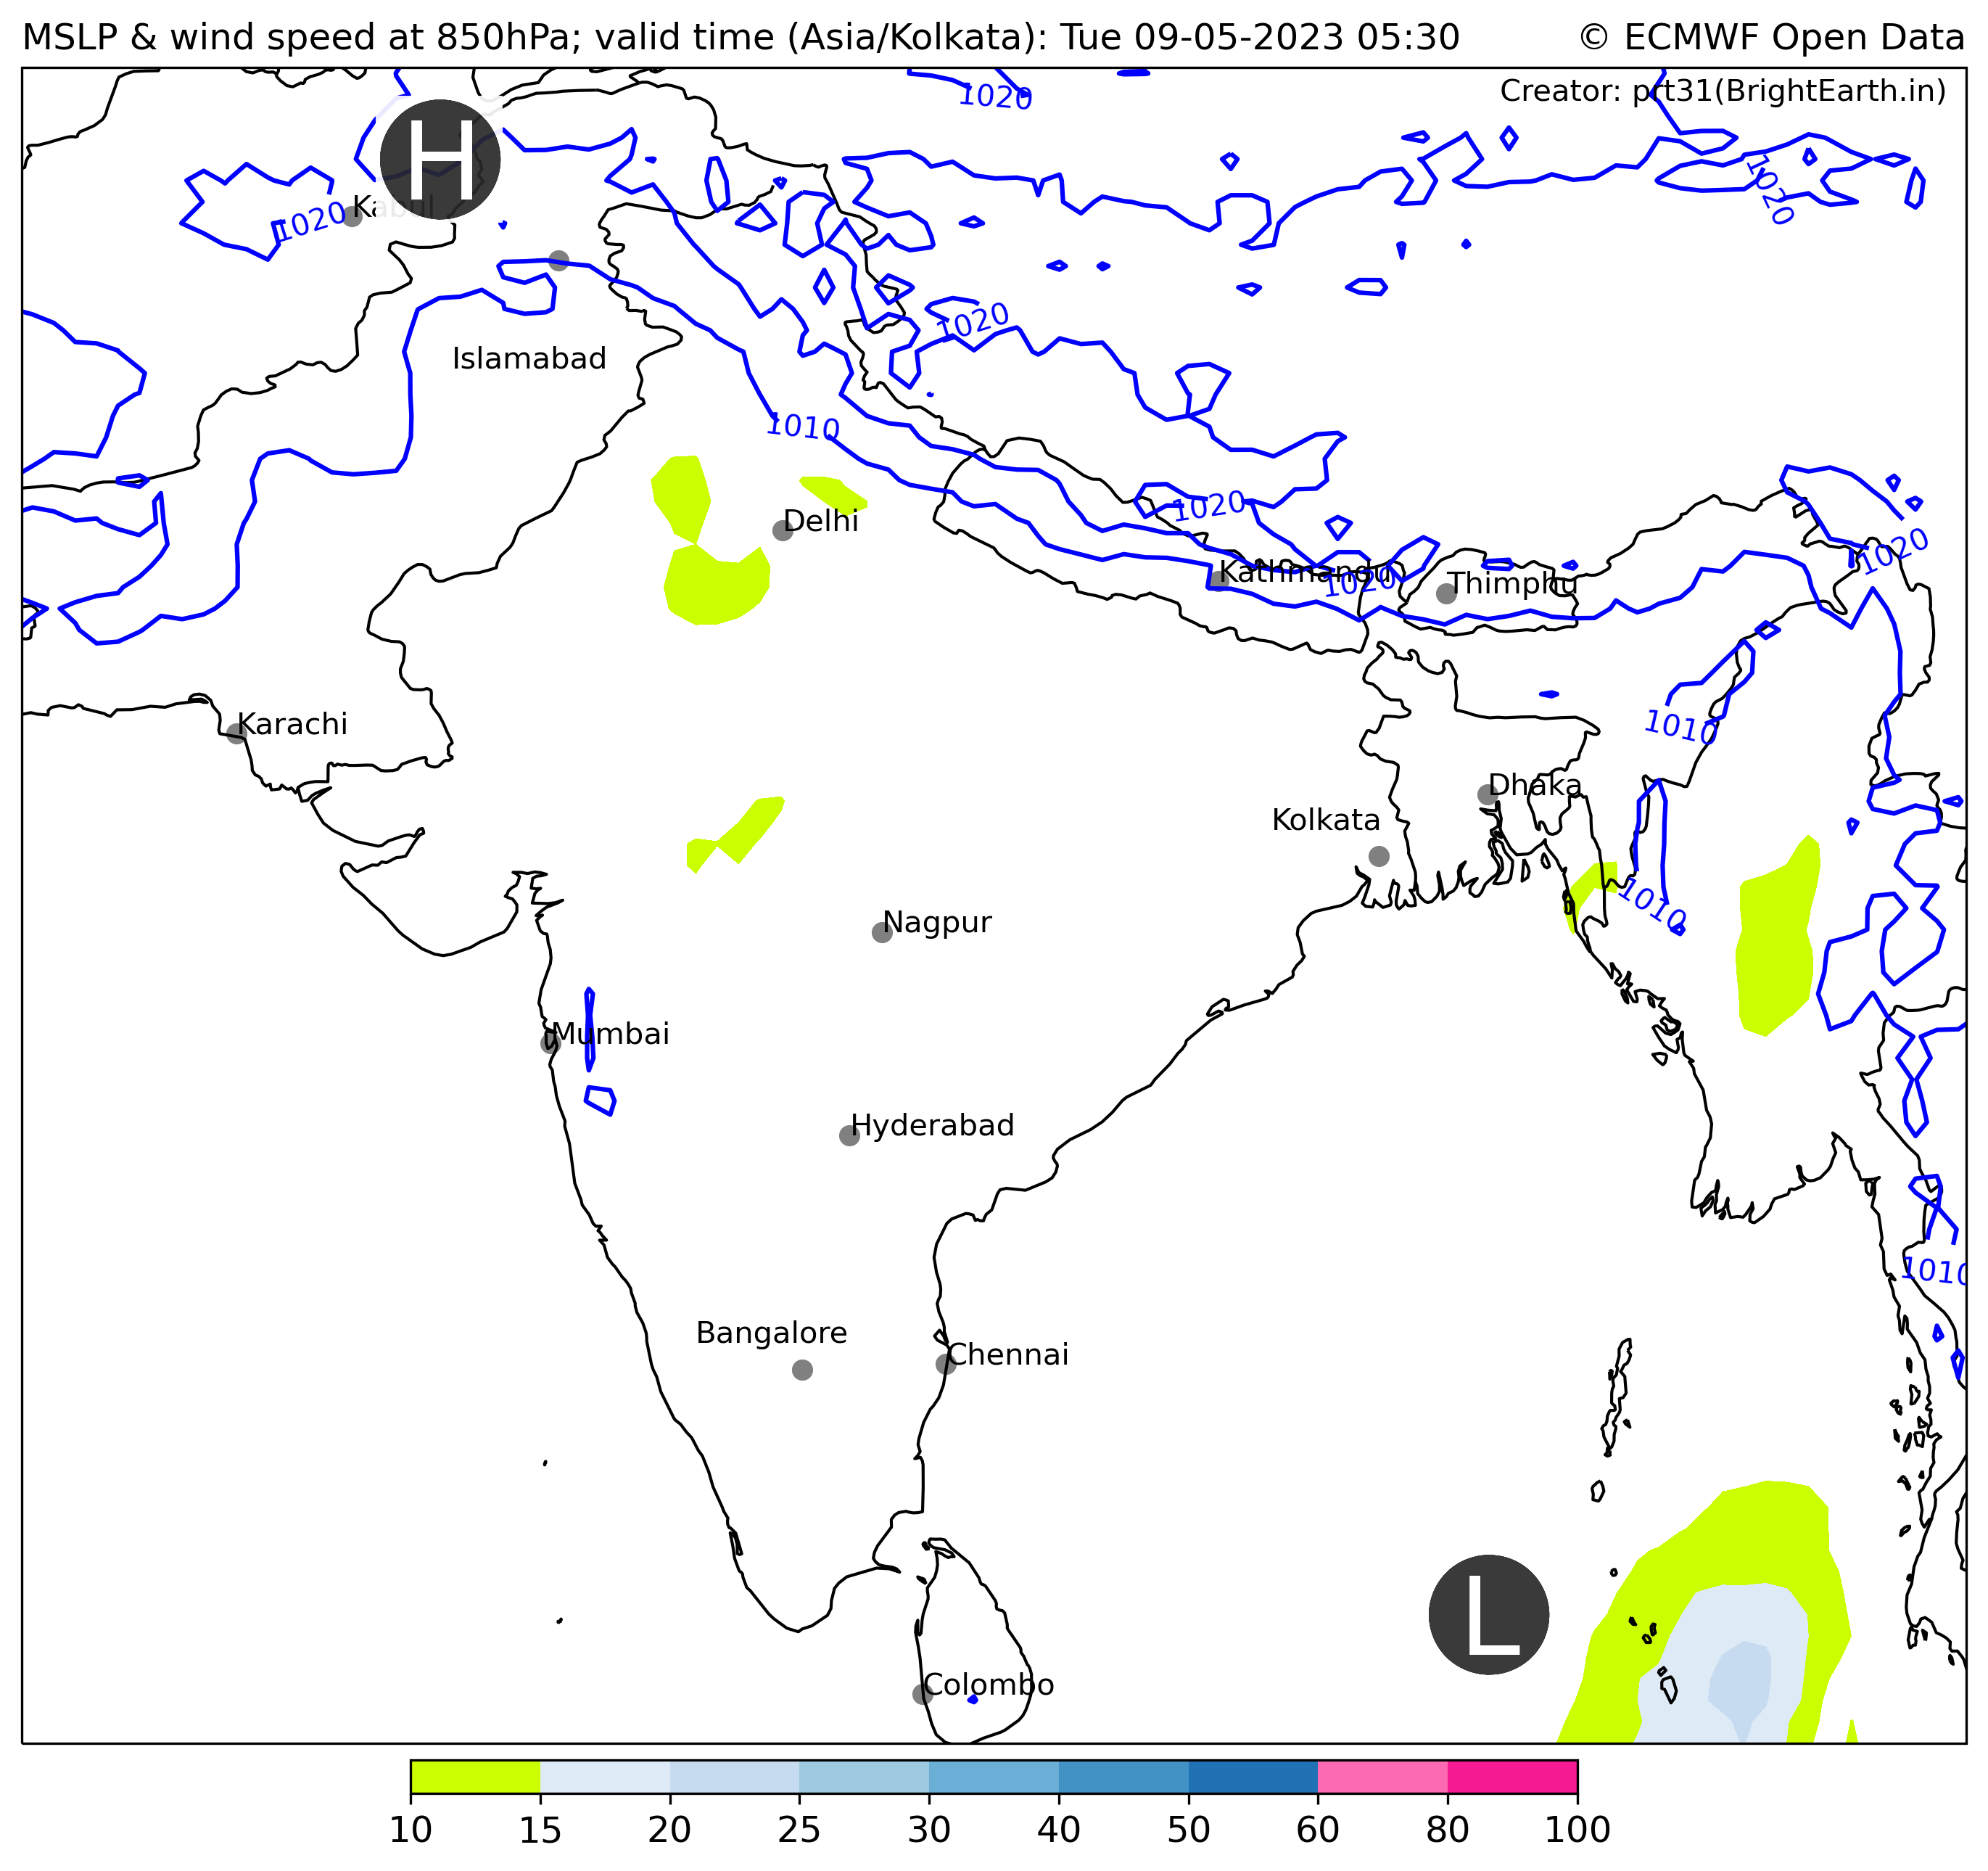 MSLP & wind speed at 850hPa; valid time (Asia/Kolkata): Tue 09-05-2023 05:30
© ECMWF Open Data
Creator: prt31(BrightEarth.in)
1020
H
Kabul
1020
1020
1020
Islamabad
1010
1020
Delhi
1020
Kathmandu
1020
Thimphu
Karachi
1010
Dhaka
Kolkata
1010
Nagpur
Mumbai
Hyderabad
1010
Bangalore
Chennai
L
Colombo
10 15 20 25 30 40 50 60 80 100